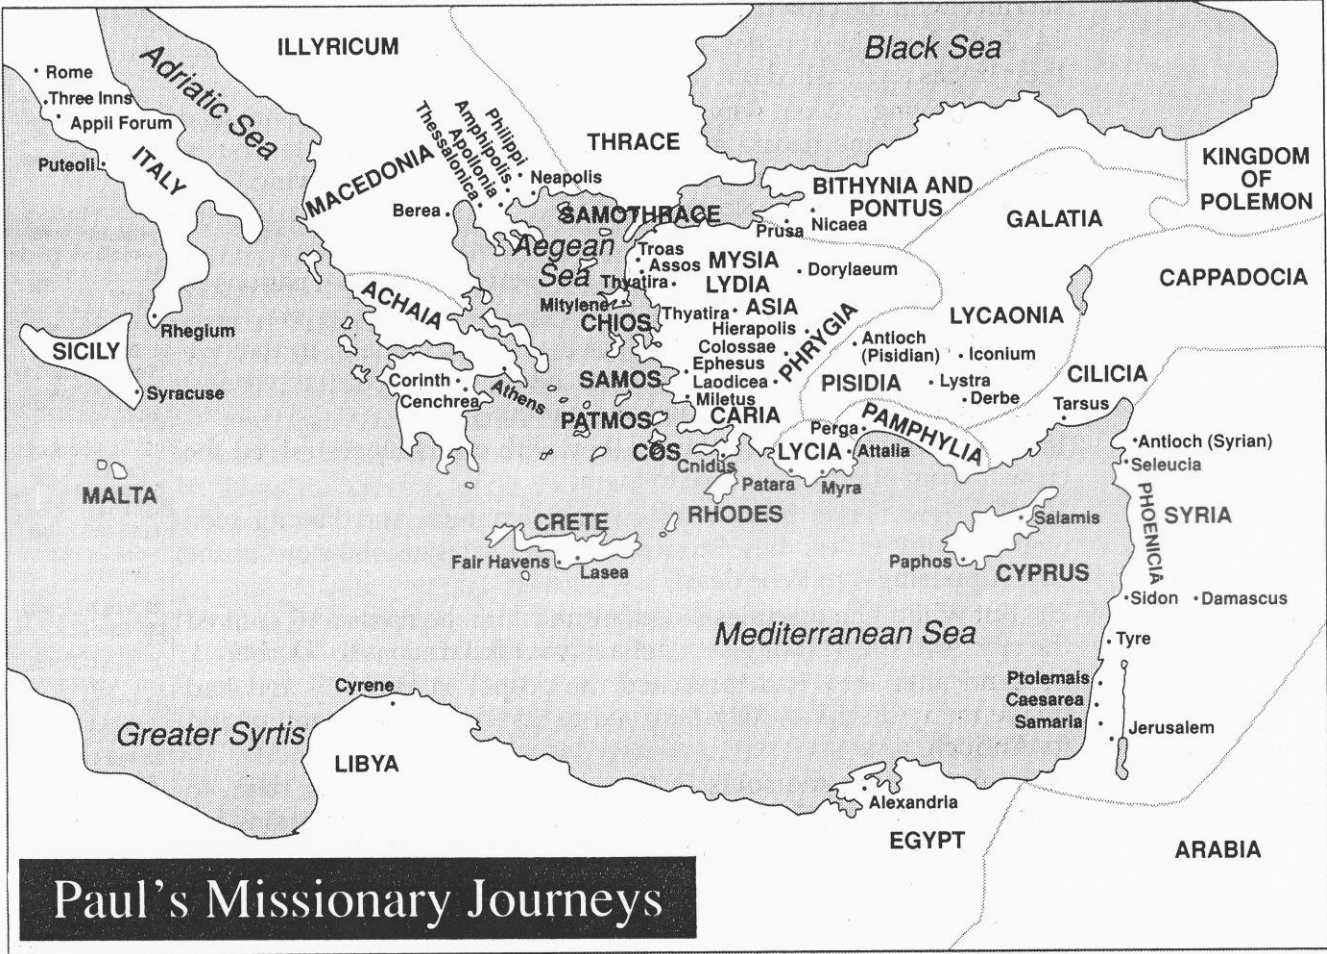 ILLYRICUM
Black Sea
Adriatic Sea
Rome
Three Inns
Appii Forum
Puteoli
ITALY
THRACE
MACEDONIA
Philippi
Amphipolis
Apollonia
Thessalonica
Neapolis
Berea
SAMOTHRACE
Aegean
Sea
BITHYNIA AND
PONTUS
KINGDOM
OF
POLEMON
GALATIA
Prusa
Nicaea
Troas
Assos
Thyatira
MYSIA
LYDIA
ASIA
Dorylaeum
CAPPADOCIA
ACHAIA
Mitylene
CHIOS
Thyatira
Hierapolis
Colossae
Ephesus
Laodicea
Miletus
PHRYGIA
LYCAONIA
Antioch
(Pisidian)
Iconium
Rhegium
SICILY
Syracuse
Corinth
Cenchrea
Athens
SAMOS
PATMOS
COS
CARIA
PISIDIA
Lystra
Derbe
CILICIA
Tarsus
Perga
PAMPHYLIA
LYCIA
Attalia
Cnidus
Patara
Myra
Antioch (Syrian)
Seleucia
MALTA
CRETE
RHODES
Salamis
PHOENICIA
SYRIA
Fair Havens
Lasea
Paphos
CYPRUS
Sidon
Damascus
Mediterranean Sea
Tyre
Cyrene
Ptolemais
Caesarea
Samaria
Jerusalem
Greater Syrtis
LIBYA
Alexandria
EGYPT
ARABIA
Paul's Missionary Journeys